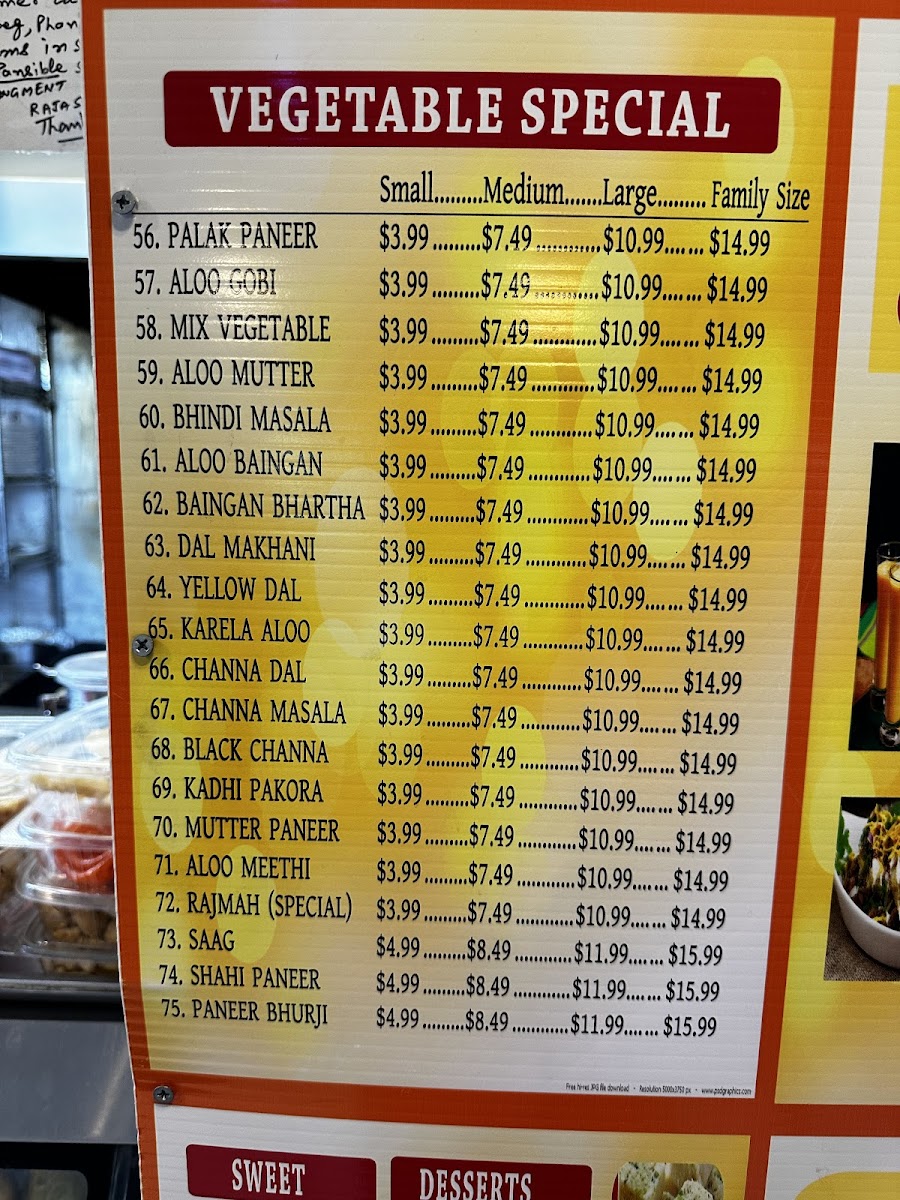 VEGETABLE SPECIAL
Small.........Medium.......Large......... Family Size
56. PALAK PANEER $3.99 .........$7.49 ............$10.99....... $14.99
57. ALOO GOBI $3.99 .........$7.49 ............$10.99....... $14.99
58. MIX VEGETABLE $3.99 .........$7.49 ............$10.99....... $14.99
59. ALOO MUTTER $3.99 .........$7.49 ............$10.99....... $14.99
60. BHINDI MASALA $3.99 .........$7.49 ............$10.99....... $14.99
61. ALOO BAINGAN $3.99 .........$7.49 ............$10.99....... $14.99
62. BAINGAN BHARTHA $3.99 .........$7.49 ............$10.99....... $14.99
63. DAL MAKHANI $3.99 .........$7.49 ............$10.99....... $14.99
64. YELLOW DAL $3.99 .........$7.49 ............$10.99....... $14.99
65. KARELA ALOO $3.99 .........$7.49 ............$10.99....... $14.99
66. CHANNA DAL $3.99 .........$7.49 ............$10.99....... $14.99
67. CHANNA MASALA $3.99 .........$7.49 ............$10.99....... $14.99
68. BLACK CHANNA $3.99 .........$7.49 ............$10.99....... $14.99
69. KADHI PAKORA $3.99 .........$7.49 ............$10.99....... $14.99
70. MUTTER PANEER $3.99 .........$7.49 ............$10.99....... $14.99
71. ALOO MEETHI $3.99 .........$7.49 ............$10.99....... $14.99
72. RAJMAH (SPECIAL) $3.99 .........$7.49 ............$10.99....... $14.99
73. SAAG $4.99 .........$8.49 ............$11.99....... $15.99
74. SHAHI PANEER $4.99 .........$8.49 ............$11.99....... $15.99
75. PANEER BHURJI $4.99 .........$8.49 ............$11.99....... $15.99
Free hi-res JPG file download - Resolution 5000x3750 px - www.psdgraphics.com
SWEET
DESSERTS